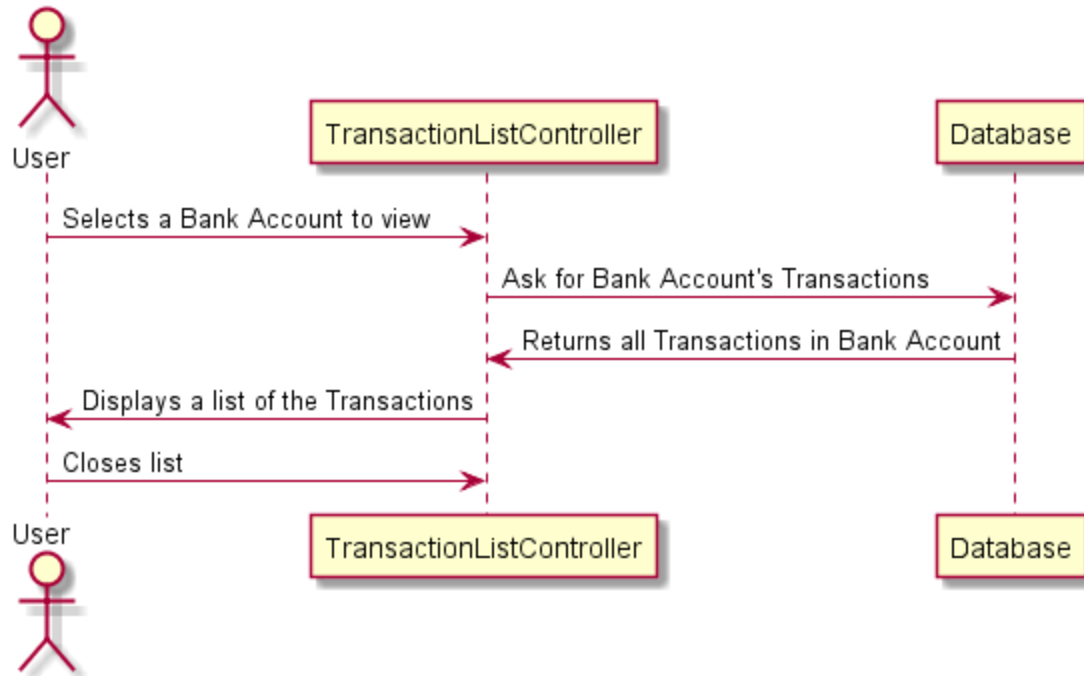 User
TransactionListController
Database
Selects a Bank Account to view
Ask for Bank Account's Transactions
Returns all Transactions in Bank Account
Displays a list of the Transactions
Closes list
User
TransactionListController
Database